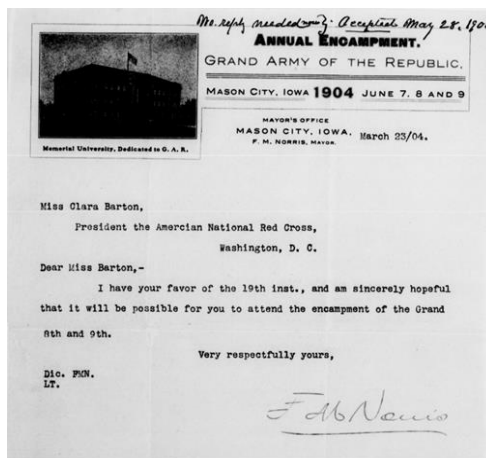 No reply needed Accepted May 28, 190
ANNUAL ENCAMPMENT.
GRAND ARMY OF THE REPUBLIC.
MASON CITY, IOWA 1904 JUNE 7, 8 AND 9
Memorial University, Dedicated to G. A. R.
MAYOR'S OFFICE
MASON CITY, IOWA.
F. M. NORRIS, MAYOR.
March 23/04.
Miss Clara Barton,
President the Amercian National Red Cross,
Washington, D. C.
Dear Miss Barton,-
I have your favor of the 19th inst., and am sincerely hopeful
that it will be possible for you to attend the encampment of the Grand
8th and 9th.
Very respectfully yours,
Dic. FMN.
LT.
F M Norris